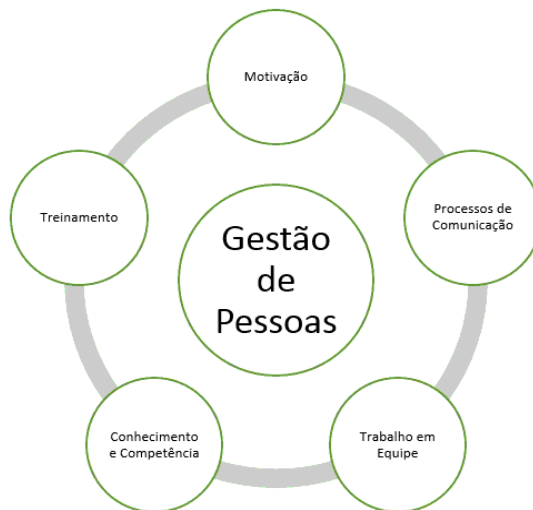 Motivação
Processos de
Comunicação
Trabalho em
Equipe
Conhecimento
e Competência
Treinamento
Gestão
de
Pessoas